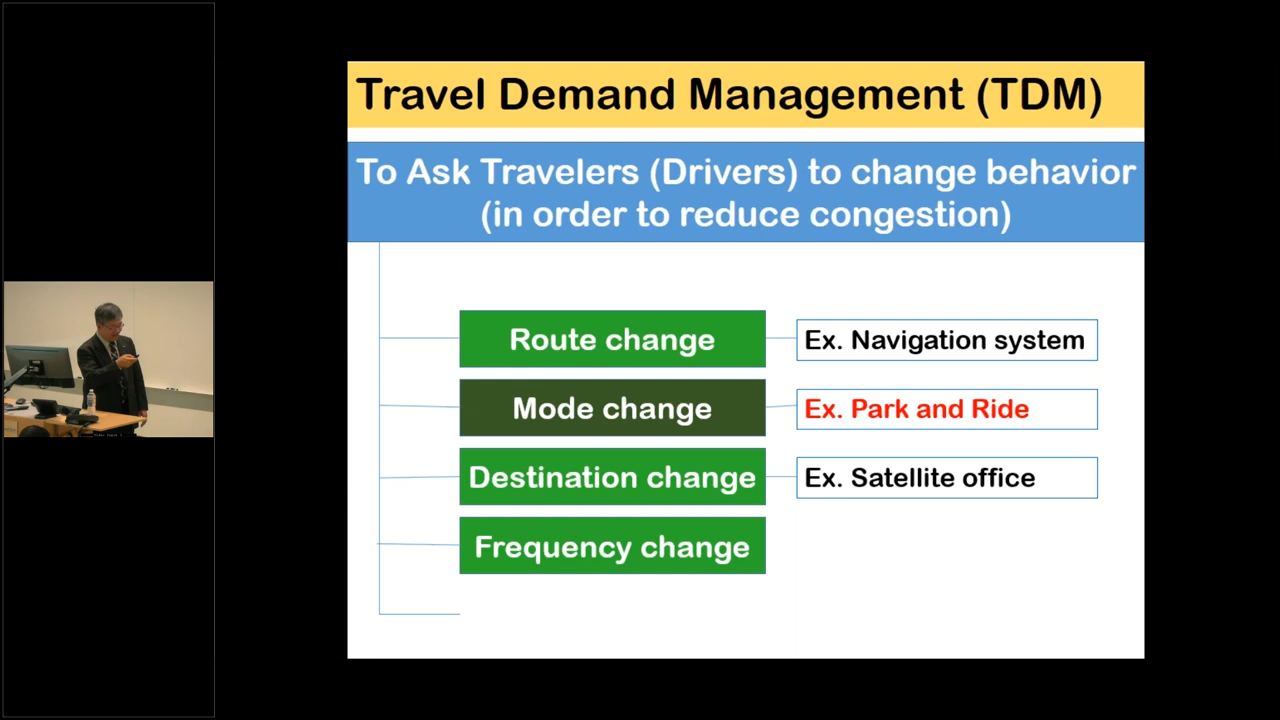 Travel Demand Management (TDM)
To Ask Travelers (Drivers) to change behavior
(in order to reduce congestion)
Route change
Ex. Navigation system
Mode change
Ex. Park and Ride
Destination change
Ex. Satellite office
Frequency change